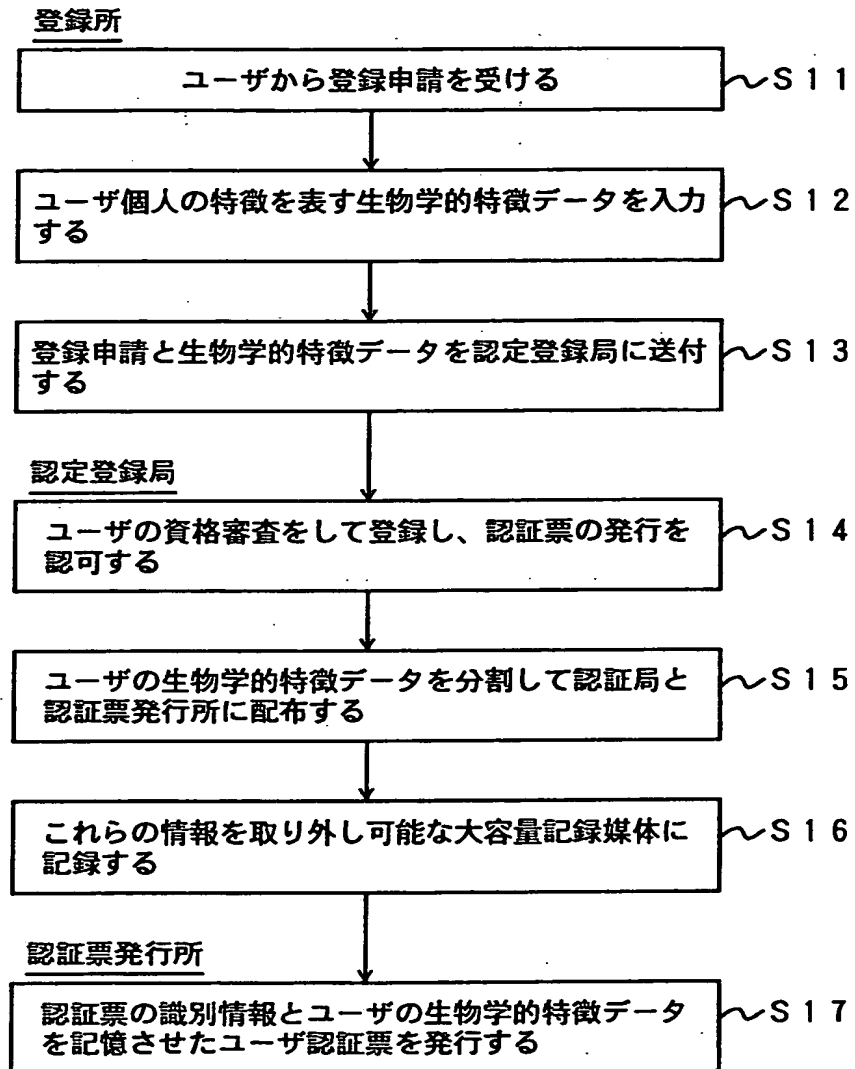 登録所
ユーザから登録申請を受ける
S11
ユーザ個人の特徴を表す生物学的特徴データを入力
する
S12
登録申請と生物学的特徴データを認定登録局に送付
する
S13
認定登録局
ユーザの資格審査をして登録し、認証票の発行を
認可する
S14
ユーザの生物学的特徴データを分割して認証局と
認証票発行所に配布する
S15
これらの情報を取り外し可能な大容量記録媒体に
記録する
S16
認証票発行所
認証票の識別情報とユーザの生物学的特徴データ
を記憶させたユーザ認証票を発行する
S17